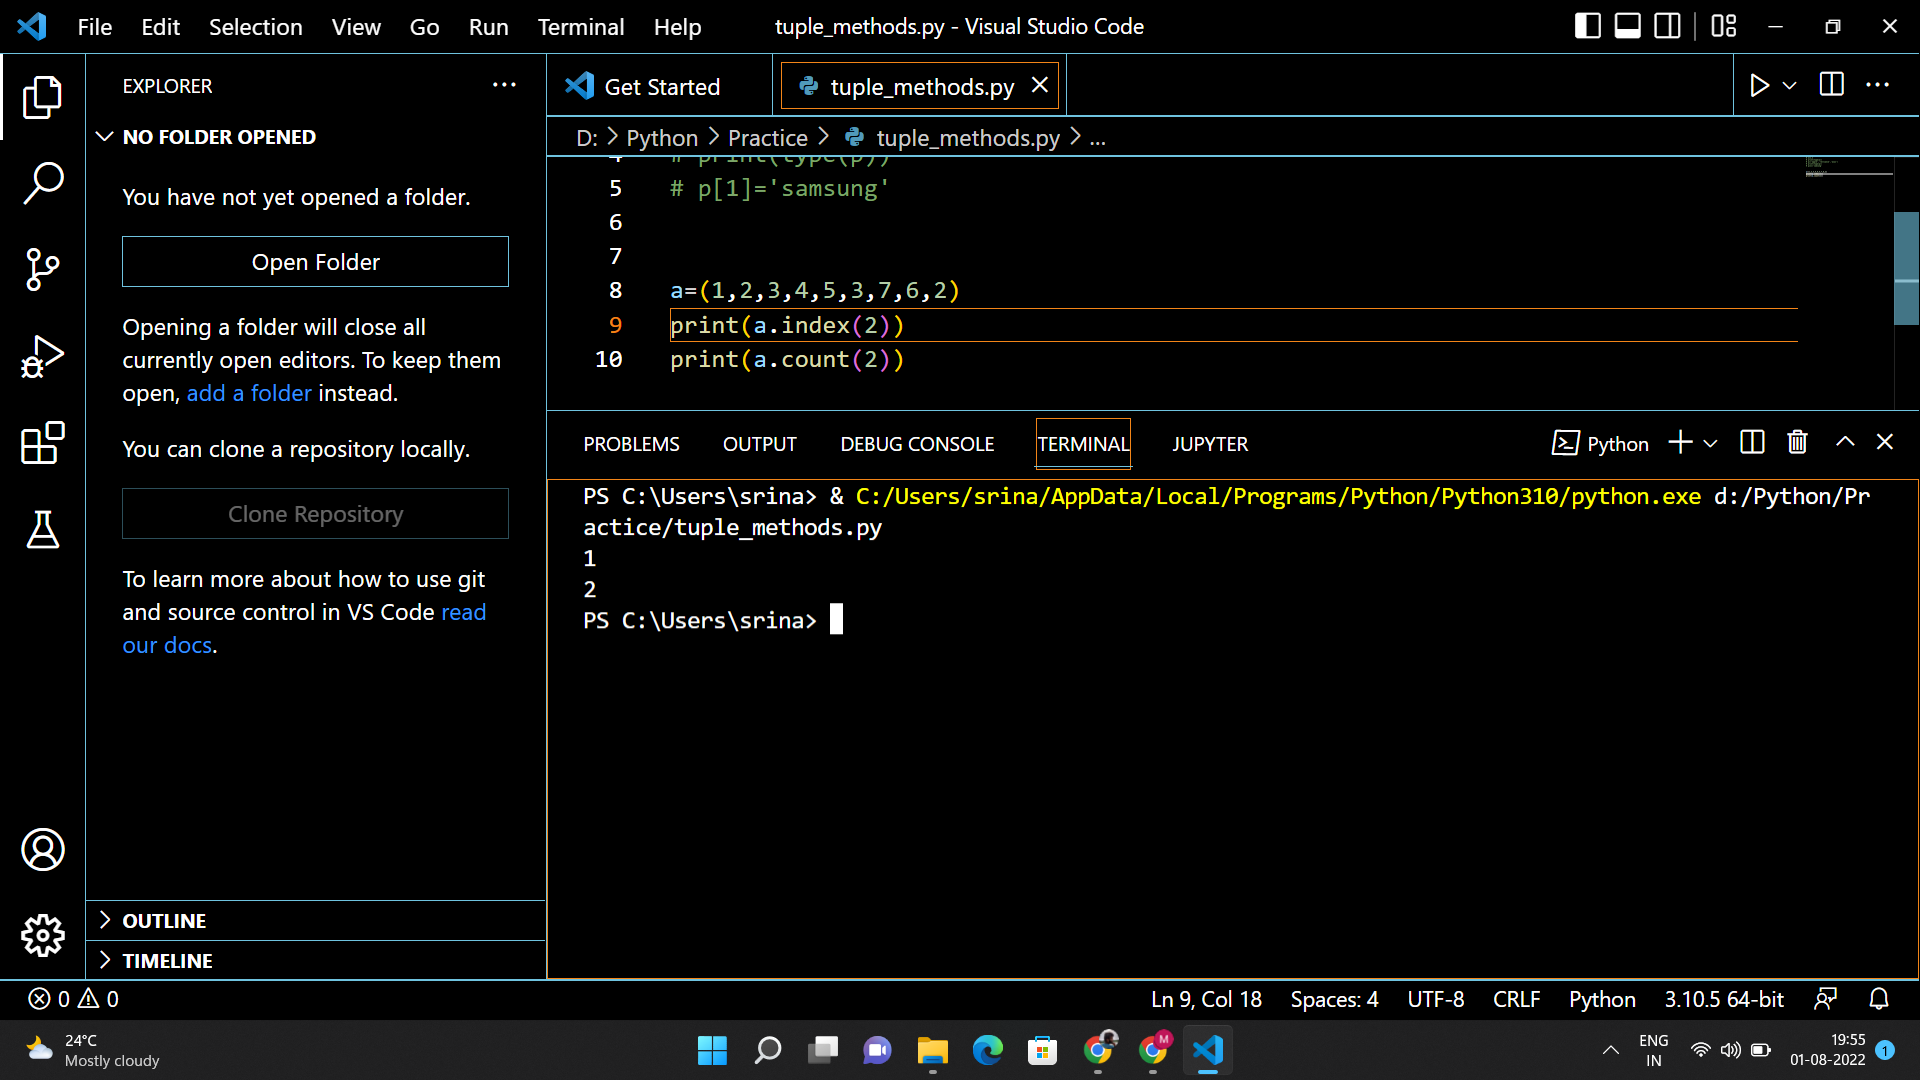 File Edit Selection View Go Run Terminal Help tuple_methods.py - Visual Studio Code
EXPLORER
NO FOLDER OPENED
You have not yet opened a folder.
Open Folder
Opening a folder will close all
currently open editors. To keep them
open, add a folder instead.
You can clone a repository locally.
Clone Repository
To learn more about how to use git
and source control in VS Code read
our docs.
OUTLINE
TIMELINE
Get Started tuple_methods.py
D: > Python > Practice > tuple_methods.py > ...
4 # print(type(p))
5 # p[1]='samsung'
6
7
8 a=(1,2,3,4,5,3,7,6,2)
9 print(a.index(2))
10 print(a.count(2))
PROBLEMS OUTPUT DEBUG CONSOLE TERMINAL JUPYTER Python
PS C:\Users\srina> & C:/Users/srina/AppData/Local/Programs/Python/Python310/python.exe d:/Python/Pr
actice/tuple_methods.py
1
2
PS C:\Users\srina>
0 0 Ln 9, Col 18 Spaces: 4 UTF-8 CRLF Python 3.10.5 64-bit
24°C
Mostly cloudy
M
ENG
IN
19:55
01-08-2022
1